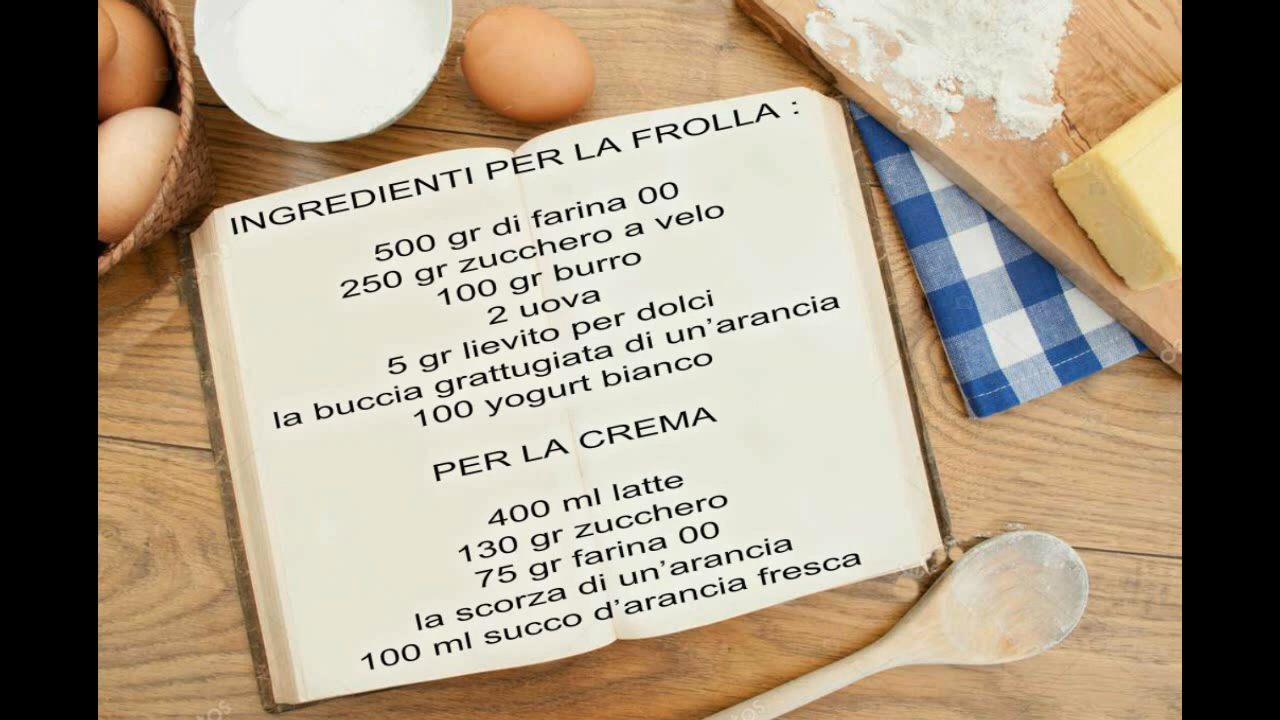 INGREDIENTI PER LA FROLLA :
500 gr di farina 00
250 gr zucchero a velo
100 gr burro
2 uova
5 gr lievito per dolci
la buccia grattugiata di un’arancia
100 yogurt bianco
PER LA CREMA
400 ml latte
130 gr zucchero
75 gr farina 00
la scorza di un’arancia
100 ml succo d’arancia fresca